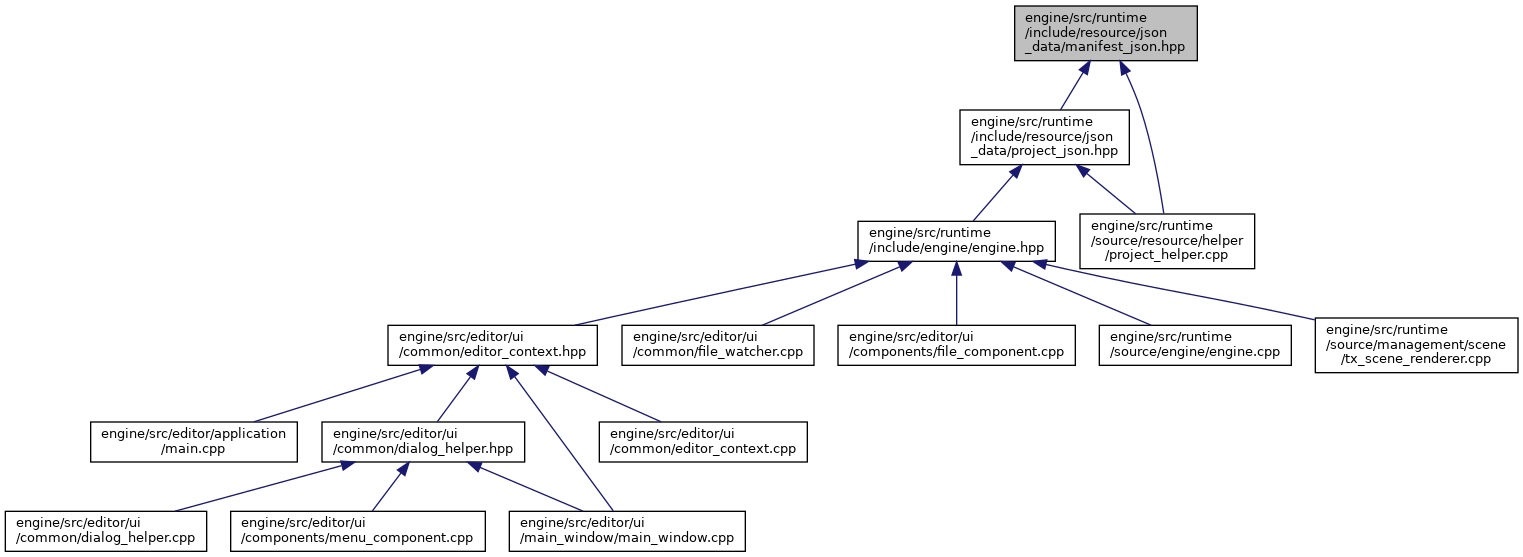 engine/src/runtime
/include/resource/json
_data/manifest_json.hpp
engine/src/runtime
/include/resource/json
_data/project_json.hpp
engine/src/runtime
/include/engine/engine.hpp
engine/src/runtime
/source/resource/helper
/project_helper.cpp
engine/src/editor/ui
/common/editor_context.hpp
engine/src/editor/ui
/common/file_watcher.cpp
engine/src/editor/ui
/components/file_component.cpp
engine/src/runtime
/source/engine/engine.cpp
engine/src/runtime
/source/management/scene
/tx_scene_renderer.cpp
engine/src/editor/application
/main.cpp
engine/src/editor/ui
/common/dialog_helper.hpp
engine/src/editor/ui
/common/editor_context.cpp
engine/src/editor/ui
/common/dialog_helper.cpp
engine/src/editor/ui
/components/menu_component.cpp
engine/src/editor/ui
/main_window/main_window.cpp